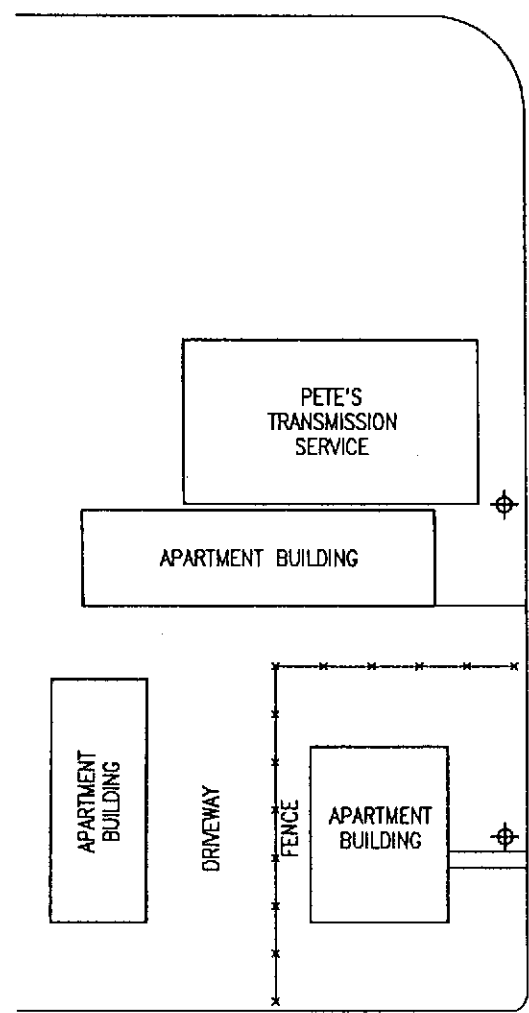 PETE'S
TRANSMISSION
SERVICE
APARTMENT BUILDING
APARTMENT
BUILDING
DRIVEWAY
FENCE
APARTMENT
BUILDING